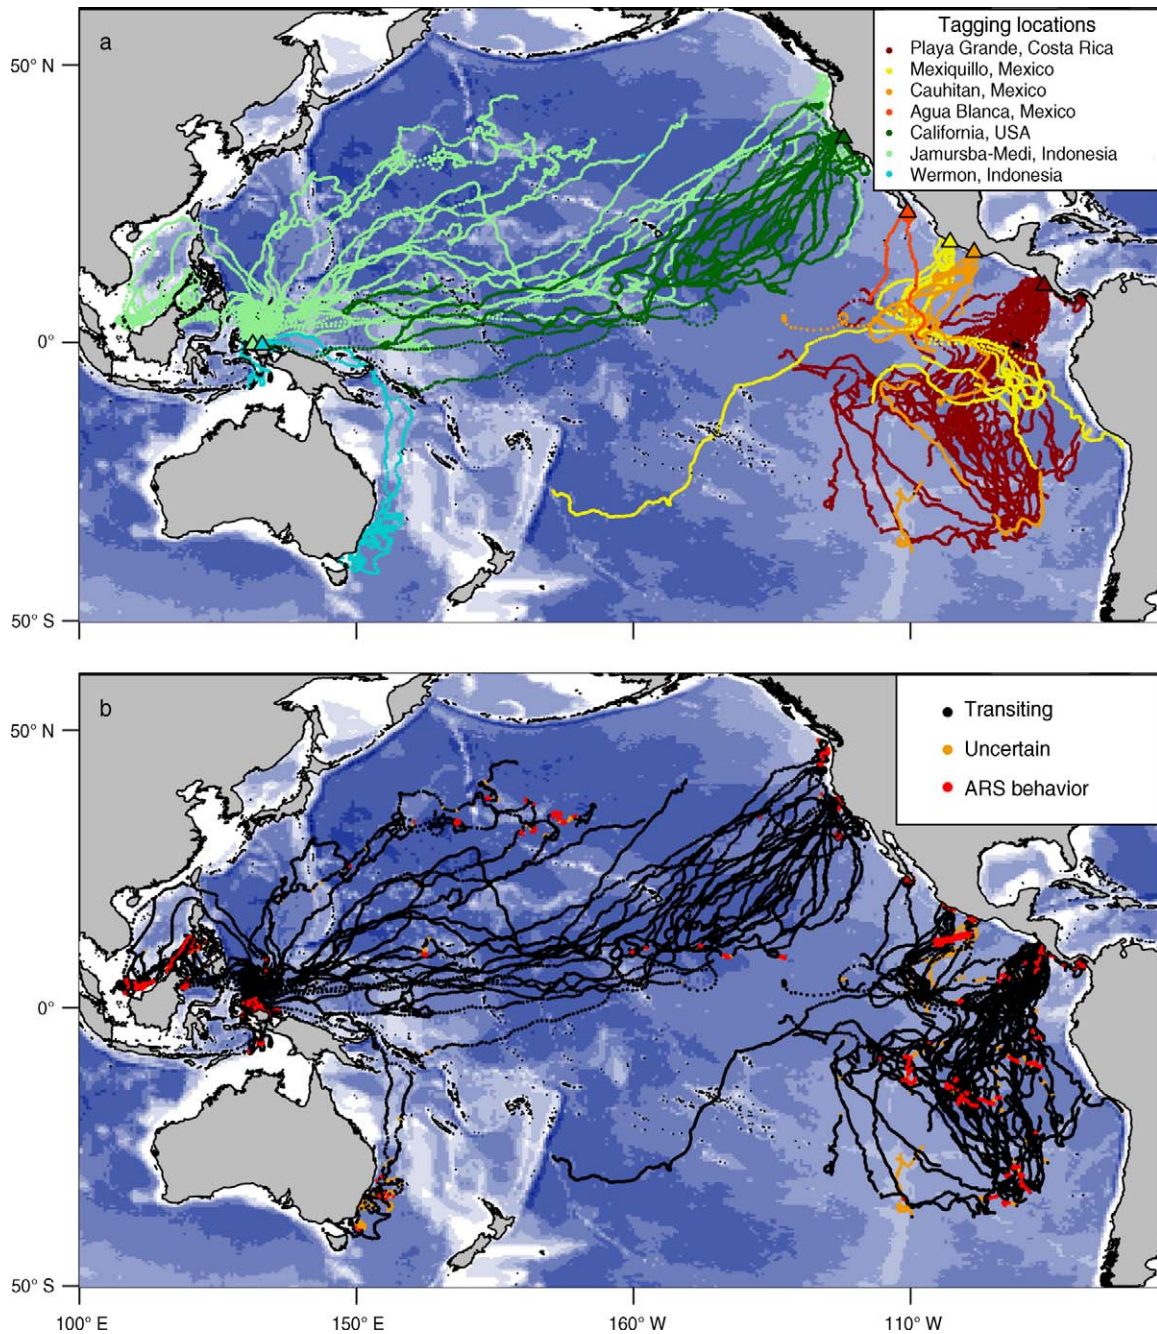 a
Tagging locations
Playa Grande, Costa Rica
Mexiquillo, Mexico
Cauhitan, Mexico
Agua Blanca, Mexico
California, USA
Jamursba-Medi, Indonesia
Wermon, Indonesia
50° N
0°
50° S
b
Transiting
Uncertain
ARS behavior
50° N
0°
50° S
100° E
150° E
160° W
110° W